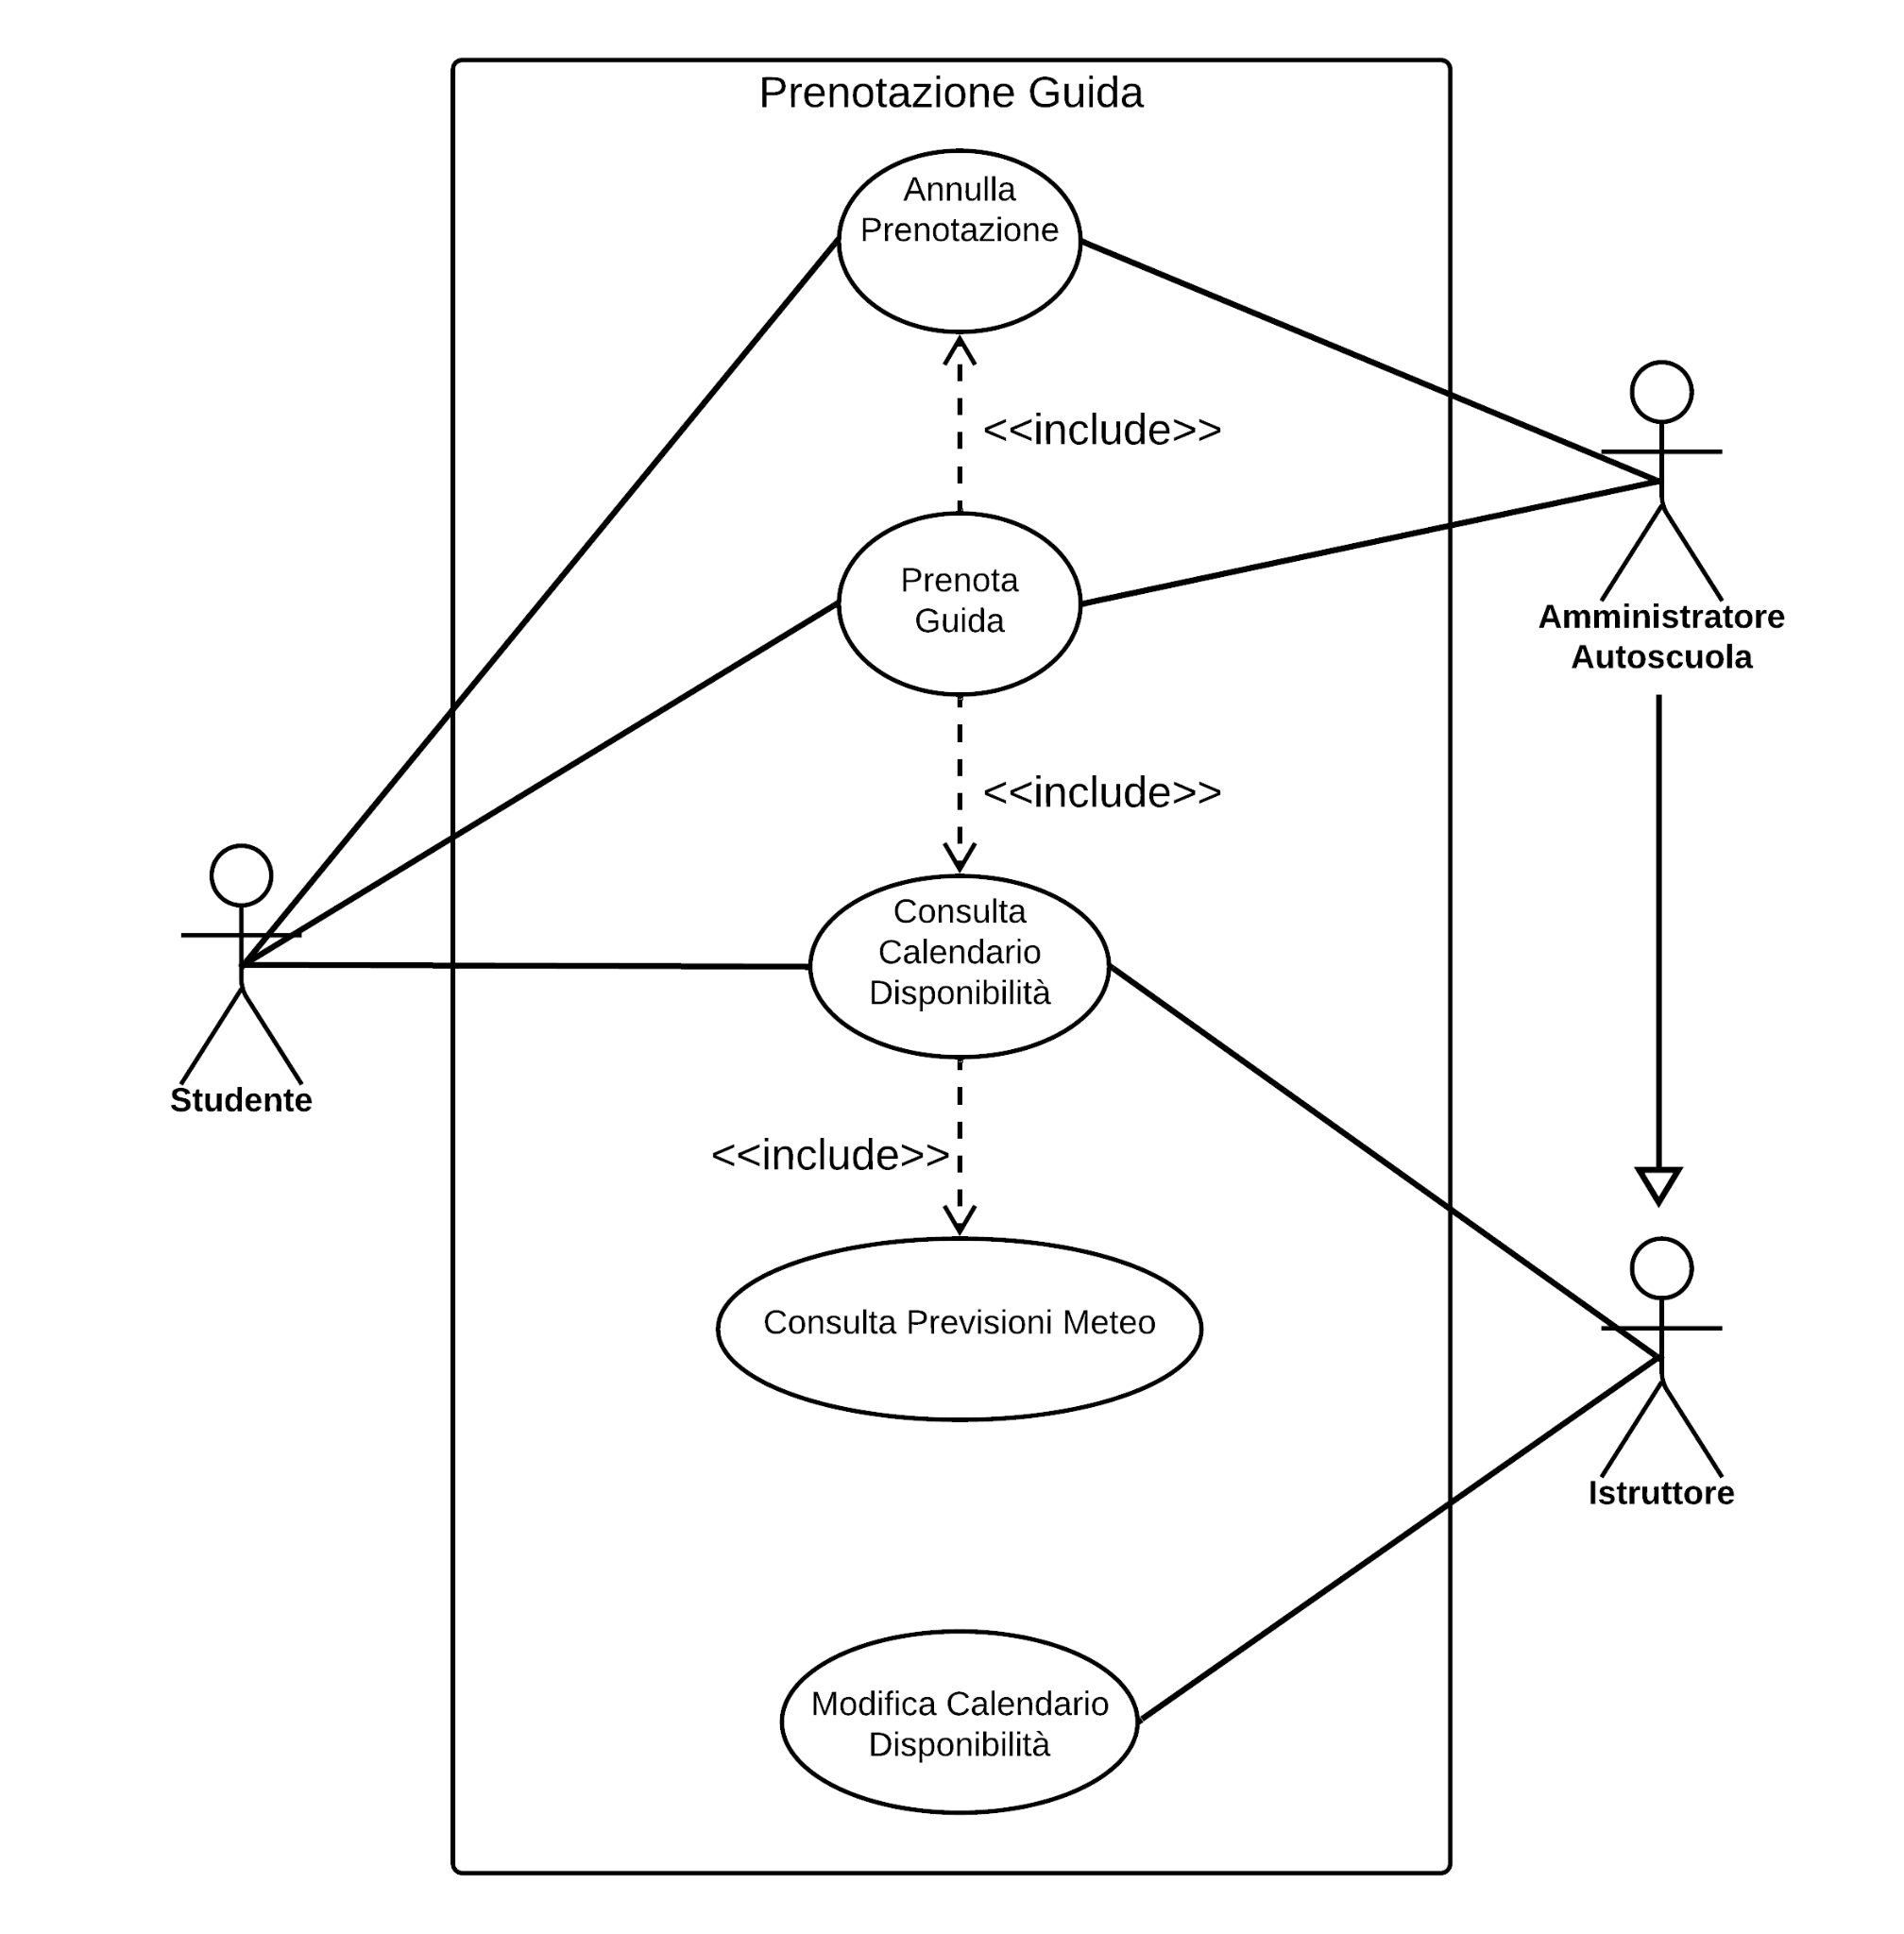 Prenotazione Guida
Annulla
Prenotazione
<<include>>
Prenota
Guida
Amministratore
Autoscuola
<<include>>
Consulta
Calendario
Disponibilità
Studente
<<include>>
Consulta Previsioni Meteo
Istruttore
Modifica Calendario
Disponibilità